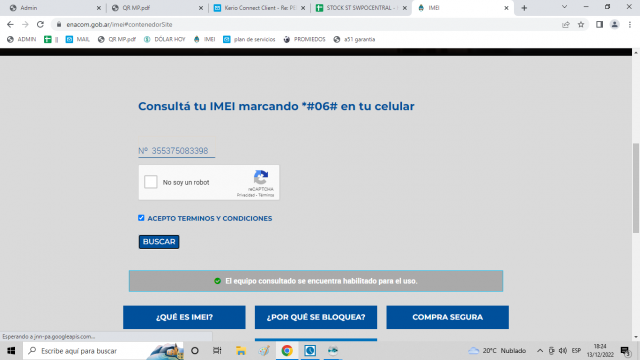 Admin
QR MP.pdf
Kerio Connect Client - Re: P
STOCK ST SWPOCENTRAL -
IMEI
enacom.gob.ar/imei#contenedorSite
ADMIN
||
MAIL
QR MP.pdf
DOLAR HOY
IMEI
plan de servicios
PROMIEDOS
a51 garantia
Consultá tu IMEI marcando *#06# en tu celular
Nº 355375083398
No soy un robot
reCAPTCHA
Privacidad - Términos
ACEPTO TERMINOS Y CONDICIONES
BUSCAR
El equipo consultado se encuentra habilitado para el uso.
¿QUÉ ES IMEI?
¿POR QUÉ SE BLOQUEA?
COMPRA SEGURA
Esperando a jnn-pa.googleapis.com...
Escribe aquí para buscar
20°C Nublado
ESP
18:24
13/12/2022